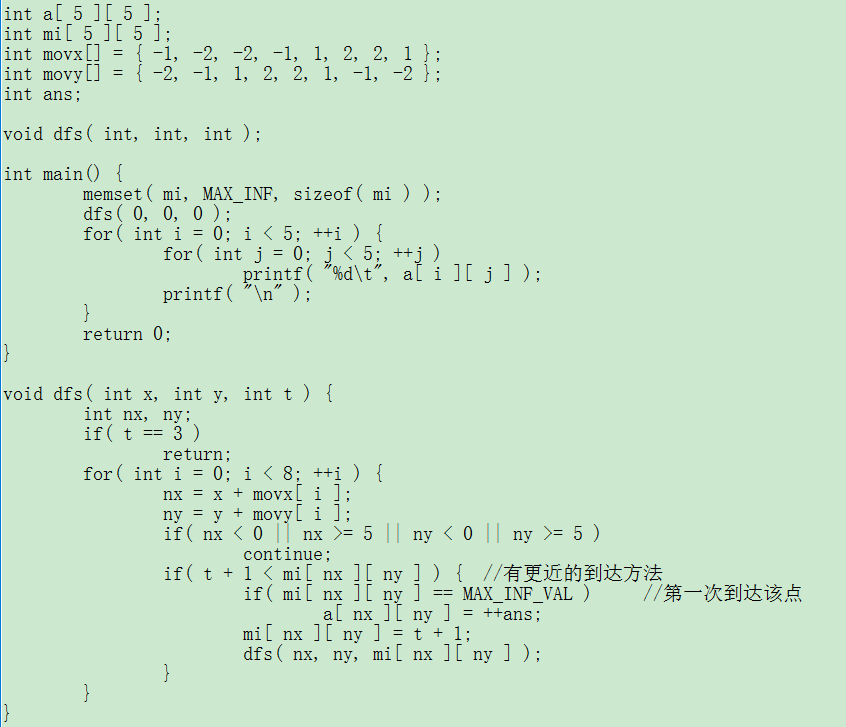 int a[ 5 ][ 5 ];
int mi[ 5 ][ 5 ];
int movx[] = { -1, -2, -2, -1, 1, 2, 2, 1 };
int movy[] = { -2, -1, 1, 2, 2, 1, -1, -2 };
int ans;
void dfs( int, int, int );
int main() {
memset( mi, MAX_INF, sizeof( mi ) );
dfs( 0, 0, 0 );
for( int i = 0; i < 5; ++i ) {
for( int j = 0; j < 5; ++j )
printf( "%d\t", a[ i ][ j ] );
printf( "\n" );
}
return 0;
}
void dfs( int x, int y, int t ) {
int nx, ny;
if( t == 3 )
return;
for( int i = 0; i < 8; ++i ) {
nx = x + movx[ i ];
ny = y + movy[ i ];
if( nx < 0 || nx >= 5 || ny < 0 || ny >= 5 )
continue;
if( t + 1 < mi[ nx ][ ny ] ) { //有更近的到达方法
if( mi[ nx ][ ny ] == MAX_INF_VAL ) //第一次到达该点
a[ nx ][ ny ] = ++ans;
mi[ nx ][ ny ] = t + 1;
dfs( nx, ny, mi[ nx ][ ny ] );
}
}
}